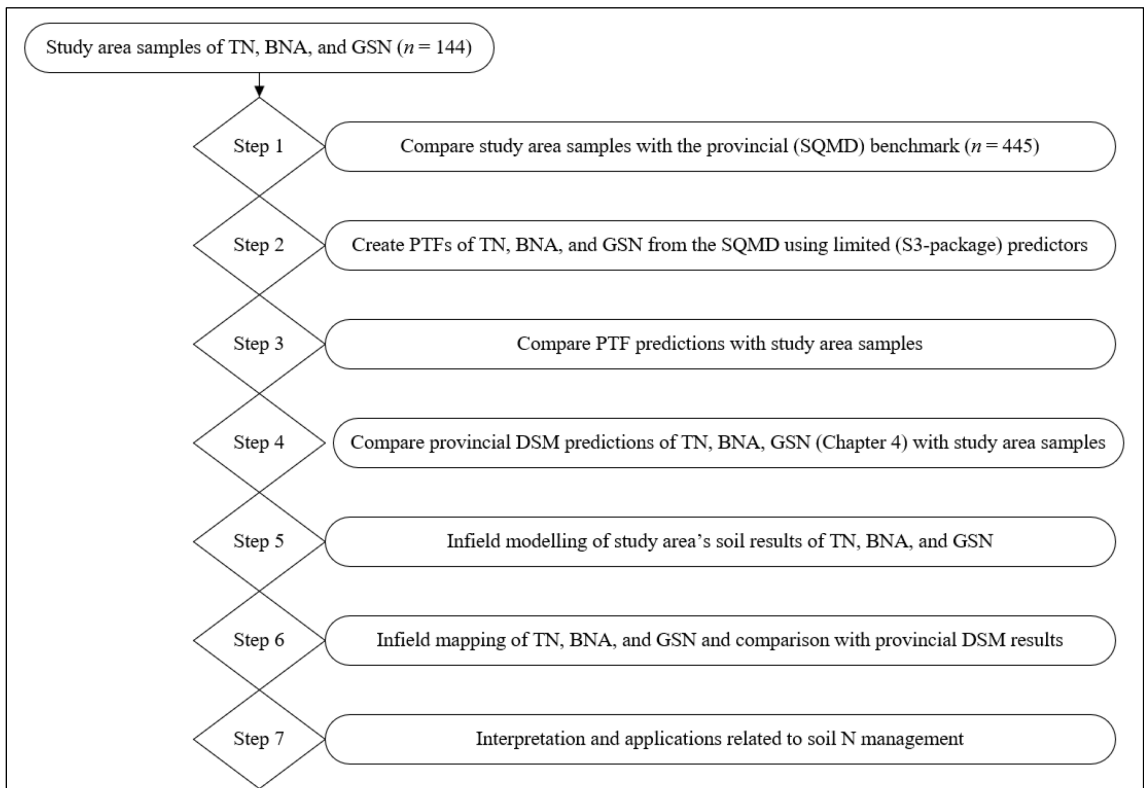 Study area samples of TN, BNA, and GSN (n = 144)
Step 1
Compare study area samples with the provincial (SQMD) benchmark (n = 445)
Step 2
Create PTFs of TN, BNA, and GSN from the SQMD using limited (S3-package) predictors
Step 3
Compare PTF predictions with study area samples
Step 4
Compare provincial DSM predictions of TN, BNA, GSN (Chapter 4) with study area samples
Step 5
Infield modelling of study area’s soil results of TN, BNA, and GSN
Step 6
Infield mapping of TN, BNA, and GSN and comparison with provincial DSM results
Step 7
Interpretation and applications related to soil N management